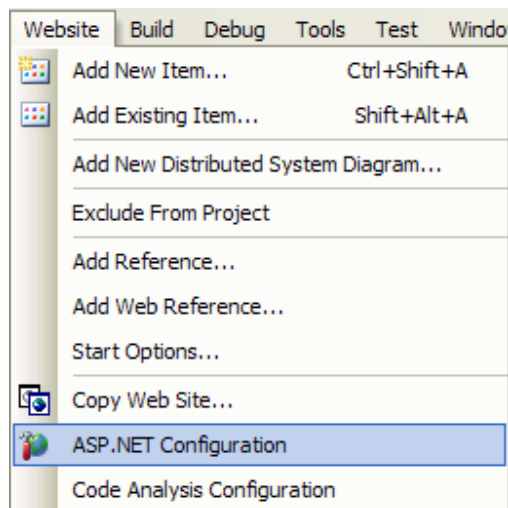 Website Build Debug Tools Test Windo
Add New Item... Ctrl+Shift+A
Add Existing Item... Shift+Alt+A
Add New Distributed System Diagram...
Exclude From Project
Add Reference...
Add Web Reference...
Start Options...
Copy Web Site...
ASP.NET Configuration
Code Analysis Configuration